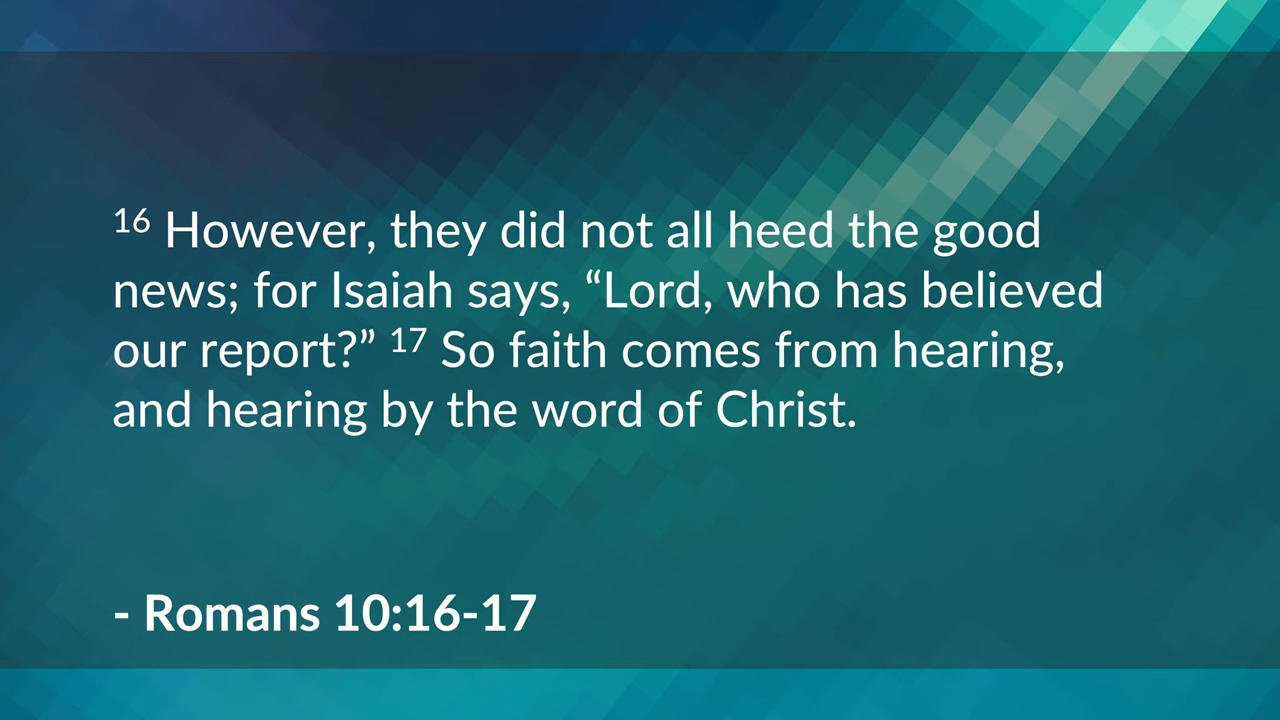 16 However, they did not all heed the good
news; for Isaiah says, “Lord, who has believed
our report?” 17 So faith comes from hearing,
and hearing by the word of Christ.
- Romans 10:16-17